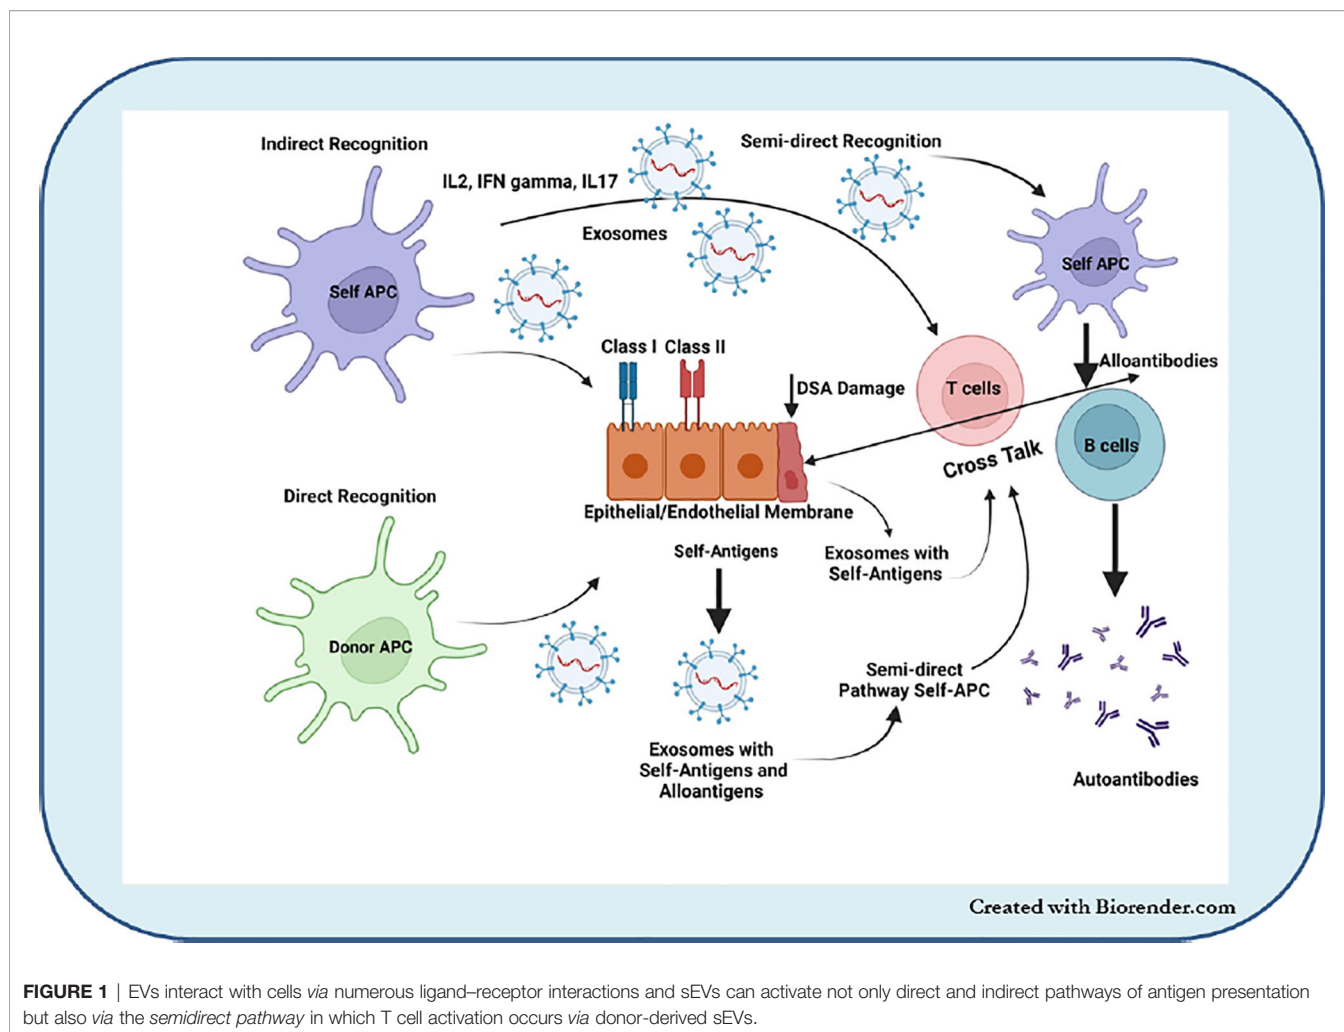 Indirect Recognition
Semi-direct Recognition
IL2, IFN gamma, IL17
Exosomes
Self APC
Self APC
Class I Class II
Alloantibodies
DSA Damage
T cells
B cells
Cross Talk
Direct Recognition
Epithelial/Endothelial Membrane
Self-Antigens
Exosomes with
Self-Antigens
Donor APC
Semi-direct
Pathway Self-APC
Exosomes with
Self-Antigens and
Alloantigens
Autoantibodies
Created with Biorender.com
FIGURE 1 | EVs interact with cells via numerous ligand–receptor interactions and sEVs can activate not only direct and indirect pathways of antigen presentation
but also via the semidirect pathway in which T cell activation occurs via donor-derived sEVs.